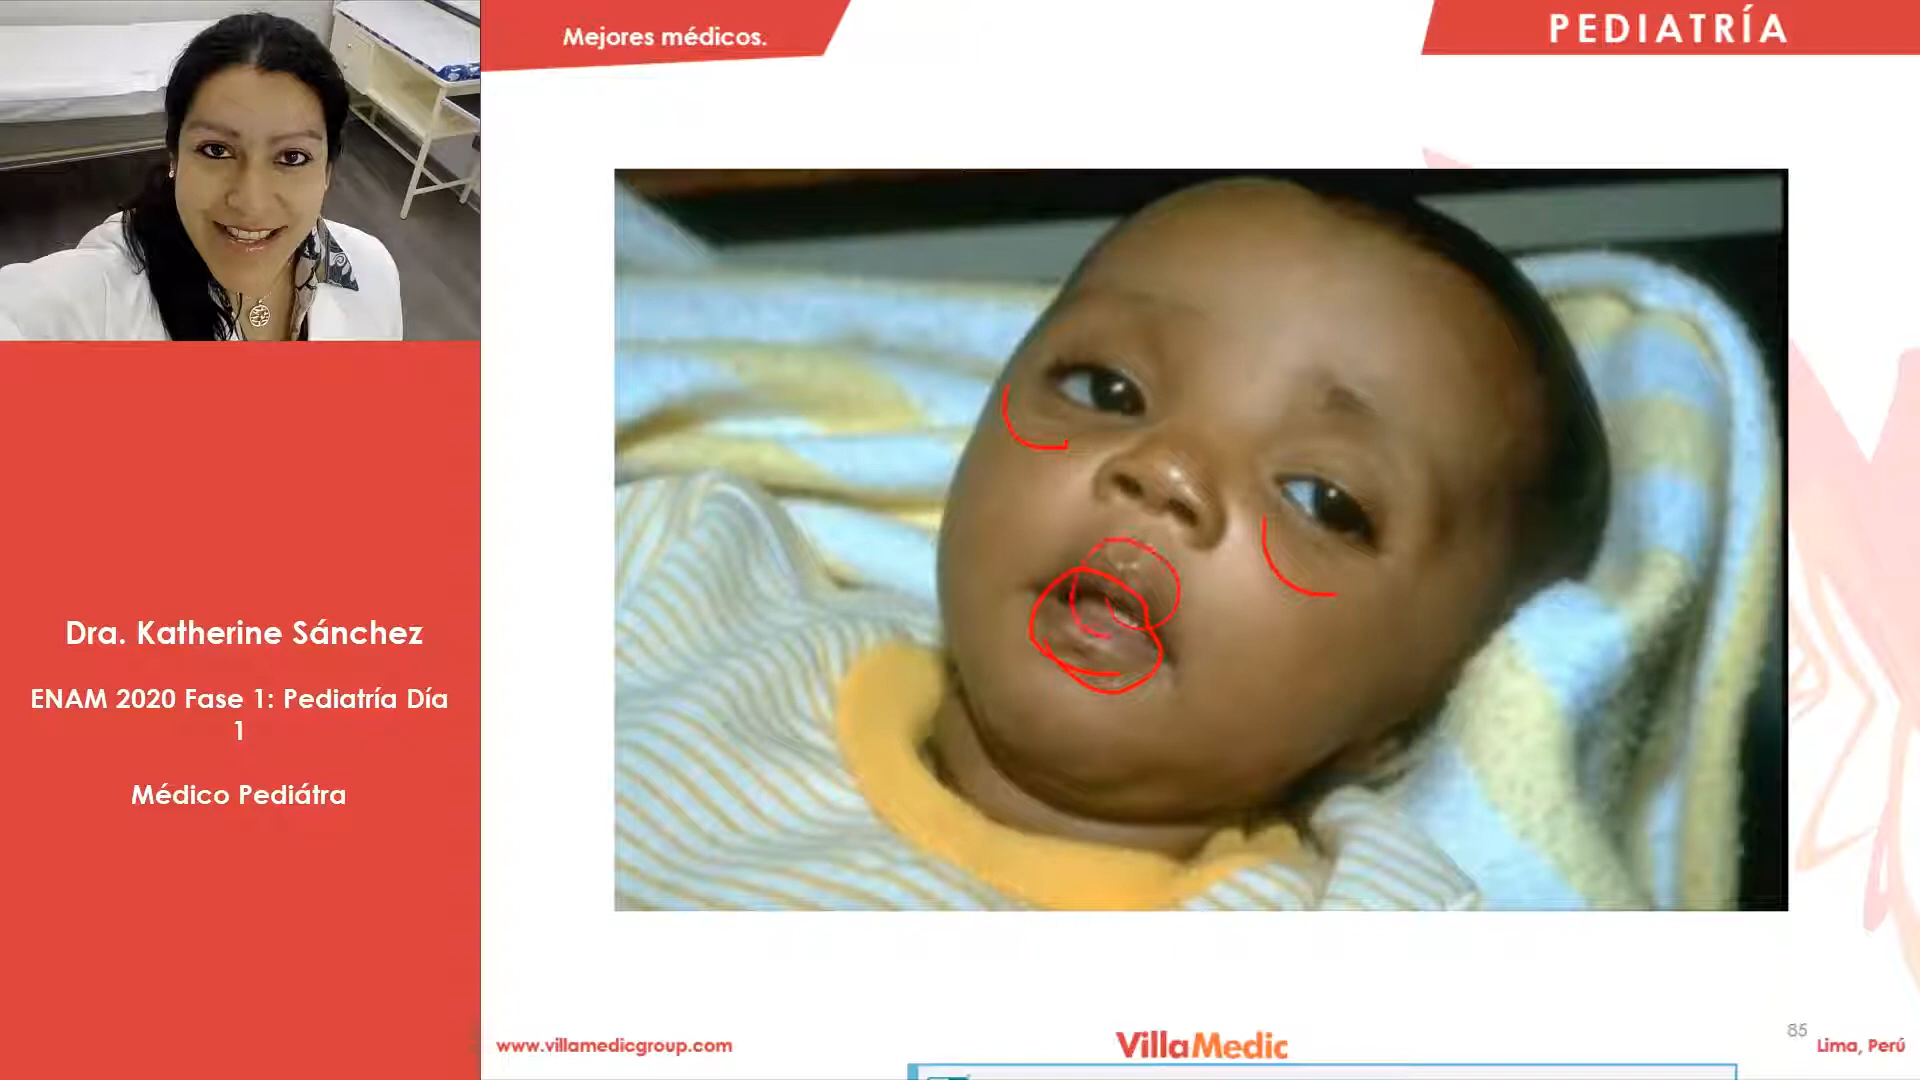 Mejores médicos.
PEDIATRÍA
Dra. Katherine Sánchez
ENAM 2020 Fase 1: Pediatría Día
1
Médico Pediátra
www.villamedicgroup.com
VillaMedic
85
Lima, Perú